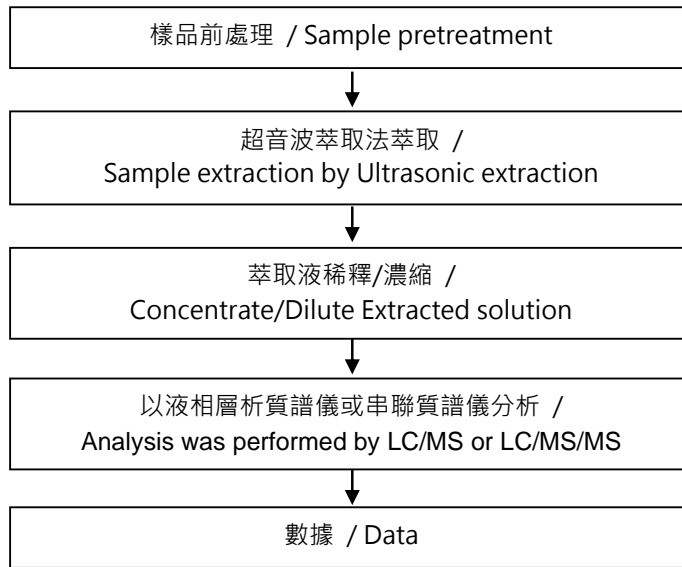 樣品前處理 / Sample pretreatment
超音波萃取法萃取 /
Sample extraction by Ultrasonic extraction
萃取液稀釋/濃縮 /
Concentrate/Dilute Extracted solution
以液相層析質譜儀或串聯質譜儀分析 /
Analysis was performed by LC/MS or LC/MS/MS
數據 / Data